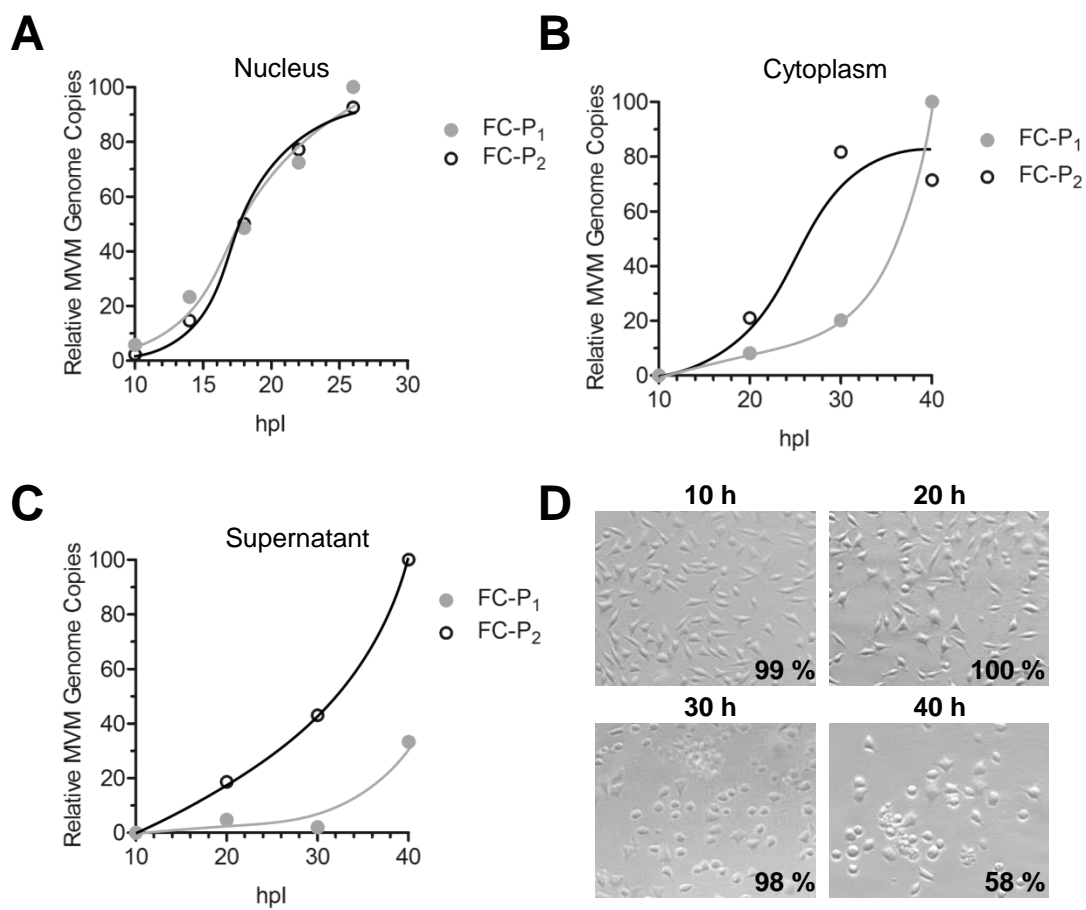 A
Nucleus
Relative MVM Genome Copies
100
80
60
40
20
0
10
15
20
25
30
hpI
FC-P1
FC-P2
B
Cytoplasm
Relative MVM Genome Copies
100
80
60
40
20
0
10
20
30
40
hpI
FC-P1
FC-P2
C
Supernatant
Relative MVM Genome Copies
100
80
60
40
20
0
10
20
30
40
hpI
FC-P1
FC-P2
D
10 h
20 h
99 %
100 %
30 h
40 h
98 %
58 %